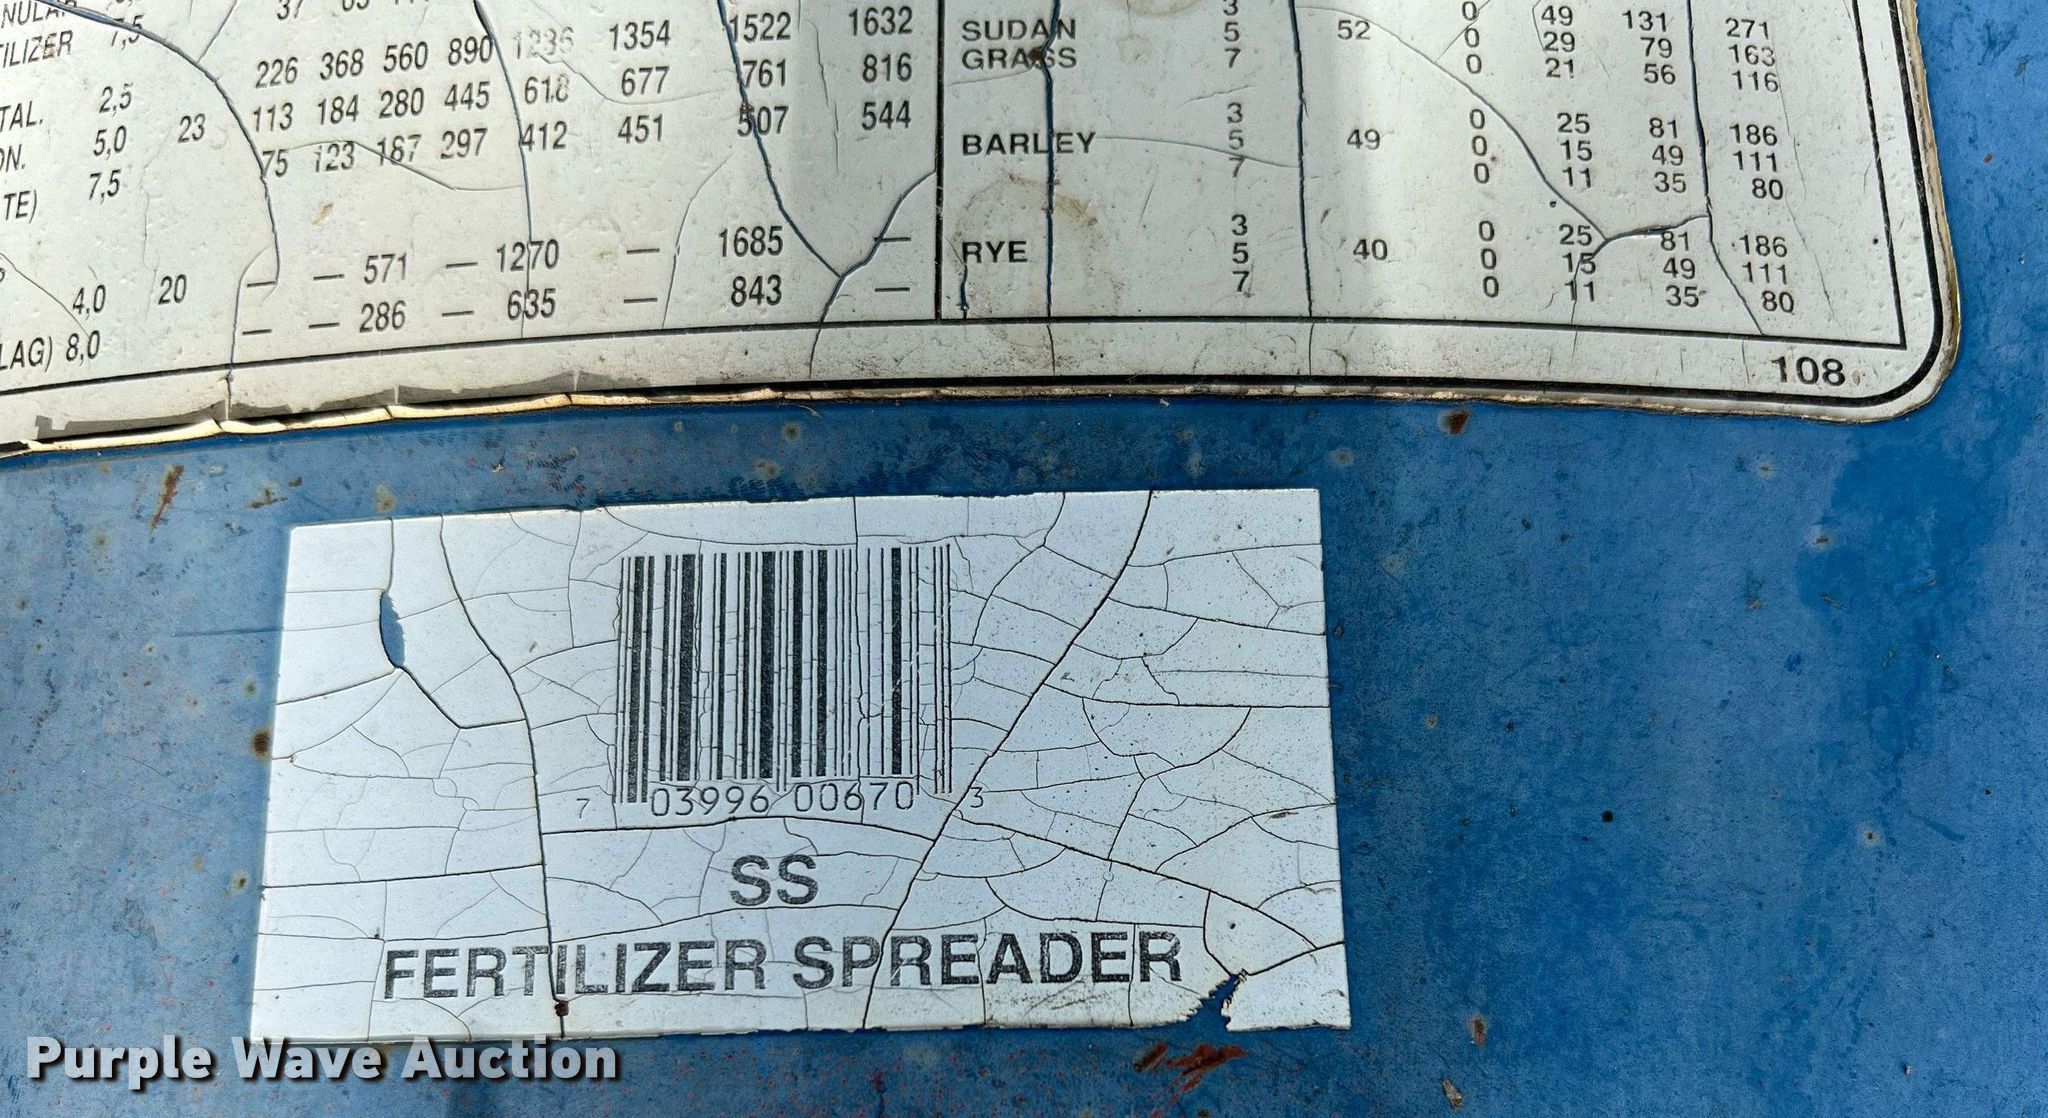 TILIZER 7,5
226 368 560 890 1236 1354 1522 1632
TAL. 2,5 113 184 280 445 618 677 761 816
ON. 5,0 23 75 123 187 297 412 451 507 544
TE) 7,5
4,0 20 — — 571 — 1270 — 1685 —
LAG) 8,0 — — 286 — 635 — 843 —
SUDAN 3 0 49 131 271
GRASS 5 52 0 29 79 163
7 0 21 56 116
3 0 25 81 186
BARLEY 5 49 0 15 49 111
7 0 11 35 80
3 0 25 81 186
RYE 5 40 0 15 49 111
7 0 11 35 80
108
7 03996 00670 3
SS
FERTILIZER SPREADER
Purple Wave Auction